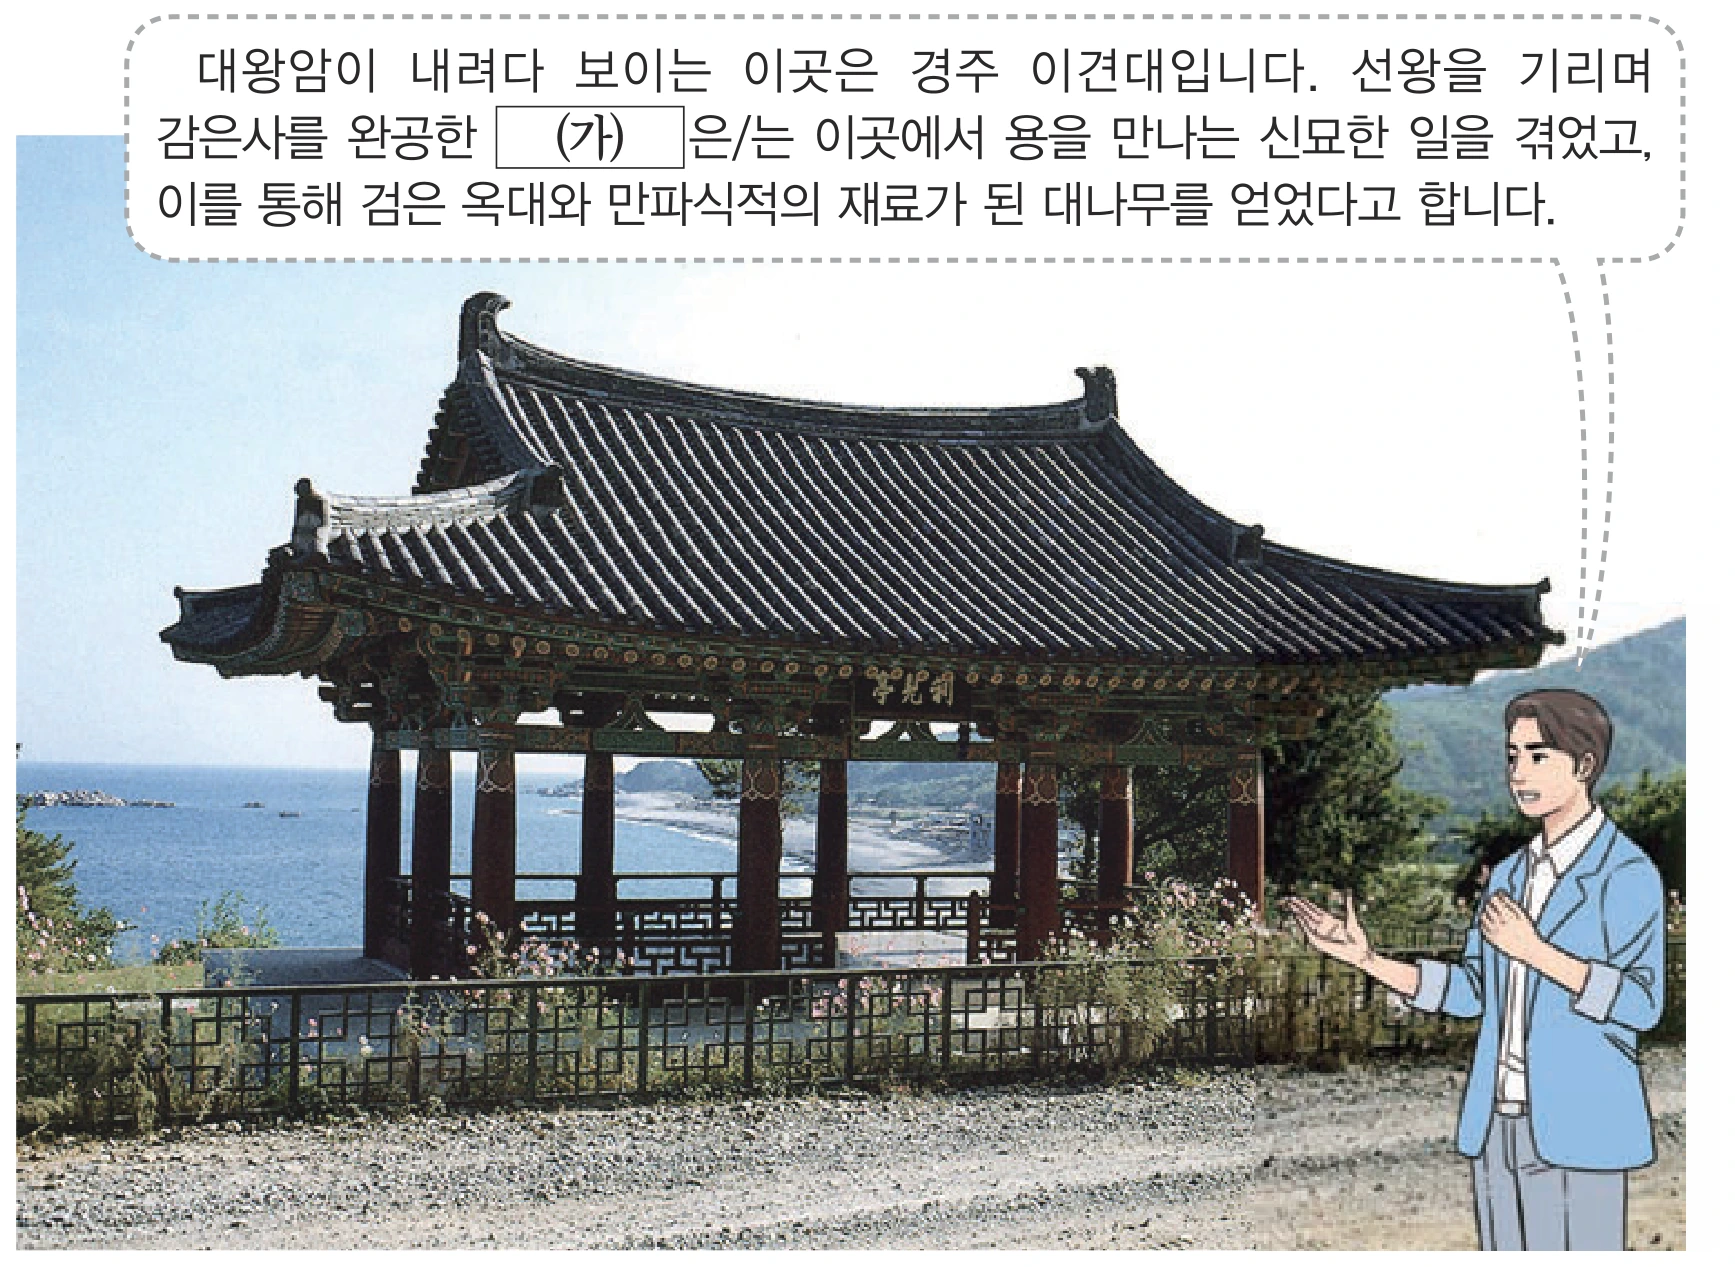 대왕암이 내려다 보이는 이곳은 경주 이견대입니다. 선왕을 기리며
감은사를 완공한 (가) 은/는 이곳에서 용을 만나는 신묘한 일을 겪었고,
이를 통해 검은 옥대와 만파식적의 재료가 된 대나무를 얻었다고 합니다.
亭見利